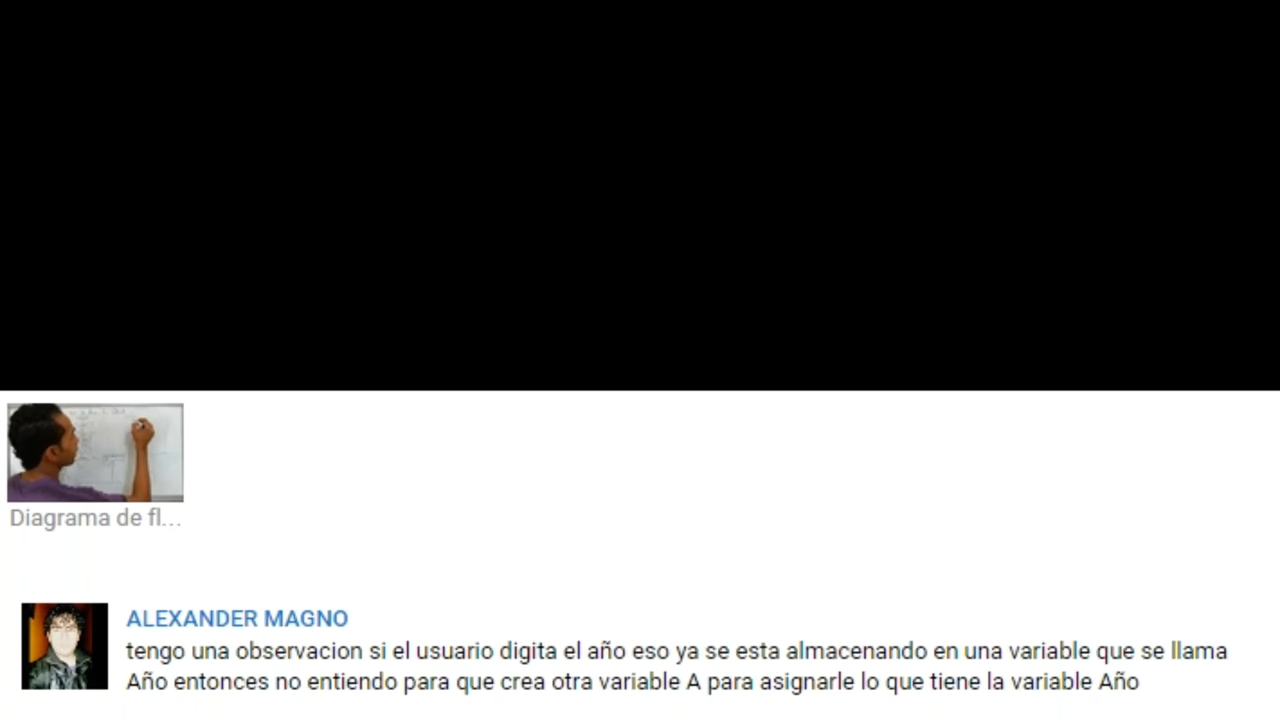 Diagrama de fl...
ALEXANDER MAGNO
tengo una observacion si el usuario digita el año eso ya se esta almacenando en una variable que se llama
Año entonces no entiendo para que crea otra variable A para asignarle lo que tiene la variable Año